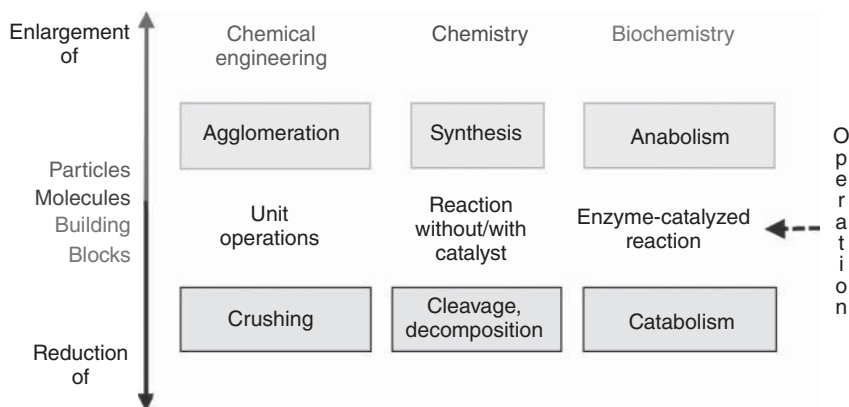 Enlargement
of
Chemical
engineering
Chemistry
Biochemistry
Agglomeration
Synthesis
Anabolism
Particles
Molecules
Building
Blocks
Unit
operations
Reaction
without/with
catalyst
Enzyme-catalyzed
reaction
Operation
Crushing
Cleavage,
decomposition
Catabolism
Reduction
of